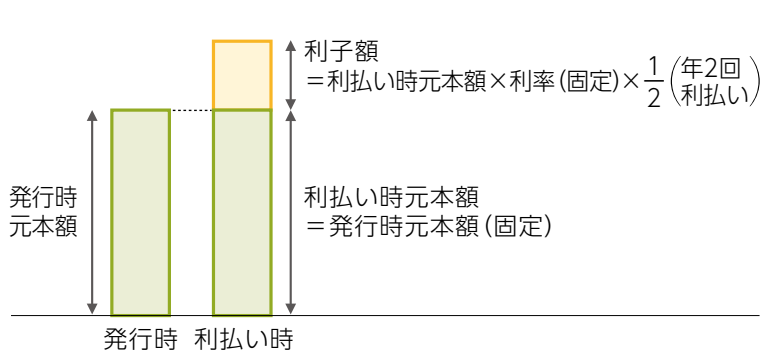 利子額
＝利払い時元本額×利率(固定)×1/2(年2回利払い)
発行時
元本額
利払い時元本額
＝発行時元本額(固定)
発行時 利払い時